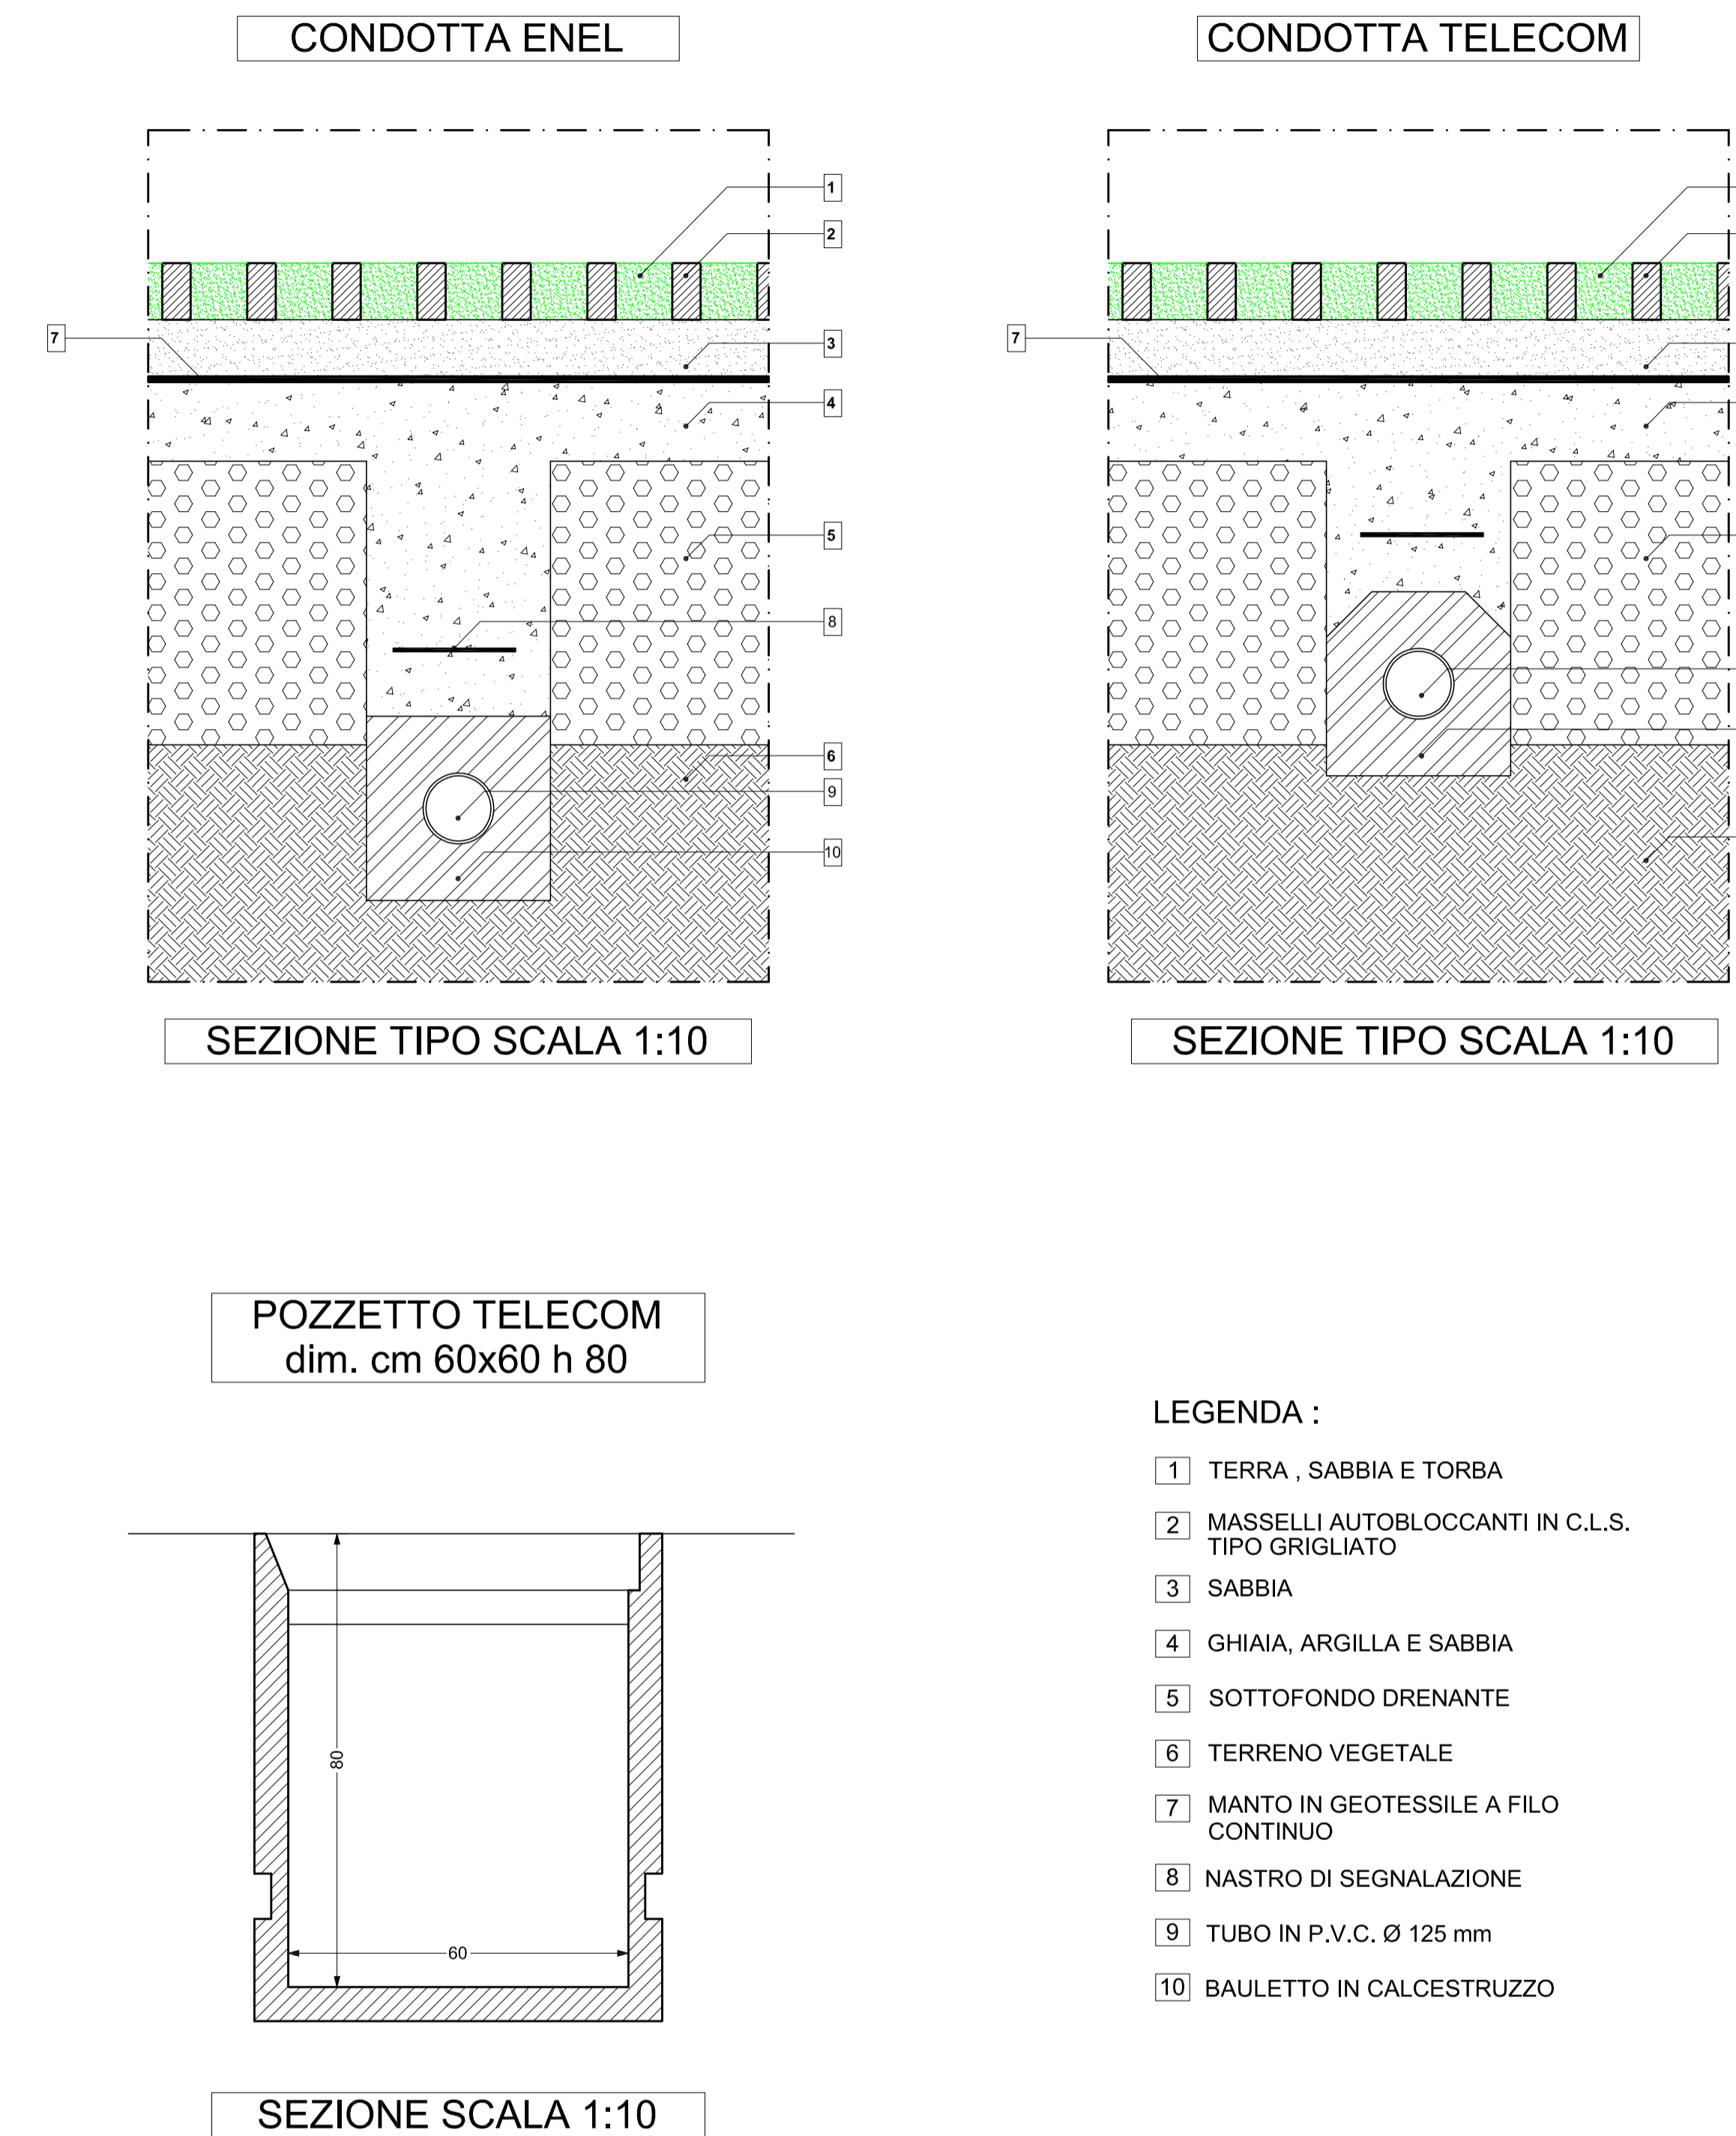 CONDOTTA ENEL
CONDOTTA TELECOM
1
2
7
3
4
5
8
6
9
10
7
SEZIONE TIPO SCALA 1:10
SEZIONE TIPO SCALA 1:10
POZZETTO TELECOM
dim. cm 60x60 h 80
80
60
SEZIONE SCALA 1:10
LEGENDA :
1 TERRA , SABBIA E TORBA
2 MASSELLI AUTOBLOCCANTI IN C.L.S.
TIPO GRIGLIATO
3 SABBIA
4 GHIAIA, ARGILLA E SABBIA
5 SOTTOFONDO DRENANTE
6 TERRENO VEGETALE
7 MANTO IN GEOTESSILE A FILO
CONTINUO
8 NASTRO DI SEGNALAZIONE
9 TUBO IN P.V.C. Ø 125 mm
10 BAULETTO IN CALCESTRUZZO